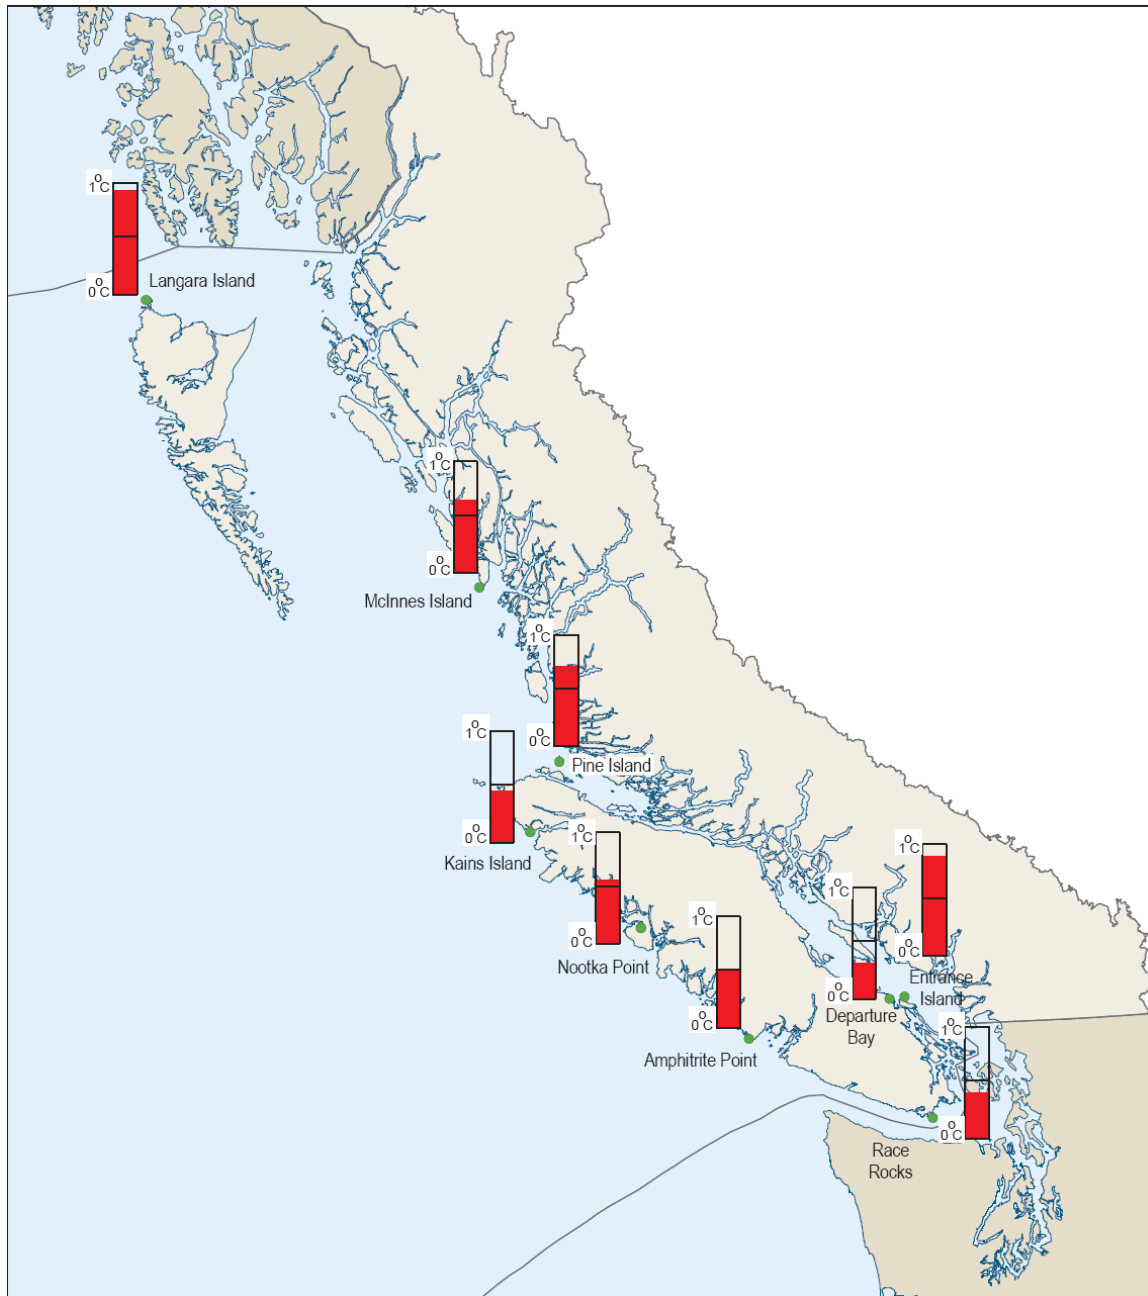 o
1 C
o
0 C
Langara Island
o
1 C
o
0 C
McInnes Island
o
1 C
o
0 C
Pine Island
o
1 C
o
0 C
Kains Island
o
1 C
o
0 C
Nootka Point
o
1 C
o
0 C
Amphitrite Point
o
1 C
o
0 C
Departure
Bay
o
1 C
o
0 C
Entrance
Island
o
1 C
o
0 C
Race
Rocks